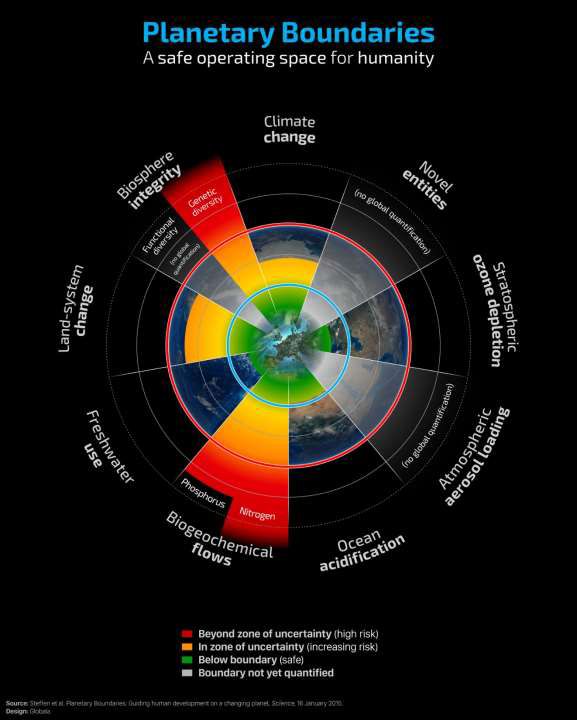 Planetary Boundaries
A safe operating space for humanity
Climate
change
Novel
entities
(no global quantification)
Stratospheric
ozone depletion
Atmospheric
aerosol loading
(no global quantification)
Ocean
acidification
Biogeochemical
flows
Phosphorus
Nitrogen
Freshwater
use
Land-system
change
Biosphere
integrity
Functional
diversity
(no global
quantification)
Genetic
diversity
Beyond zone of uncertainty (high risk)
In zone of uncertainty (increasing risk)
Below boundary (safe)
Boundary not yet quantified
Source: Steffen et al. Planetary Boundaries: Guiding human development on a changing planet, Science, 16 January 2015.
Design: Globaïa